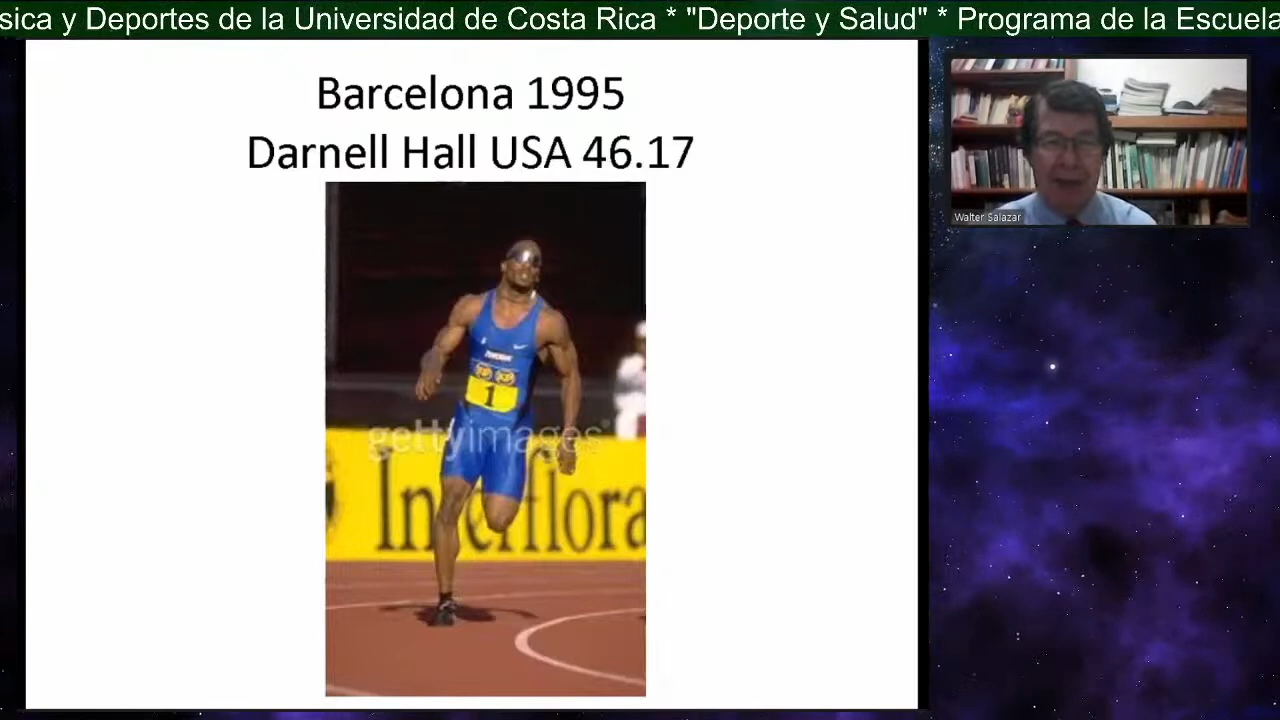 sica y Deportes de la Universidad de Costa Rica * "Deporte y Salud" * Programa de la Escuela
Barcelona 1995
Darnell Hall USA 46.17
Walter Salazar
1
gettyimages
Interflora